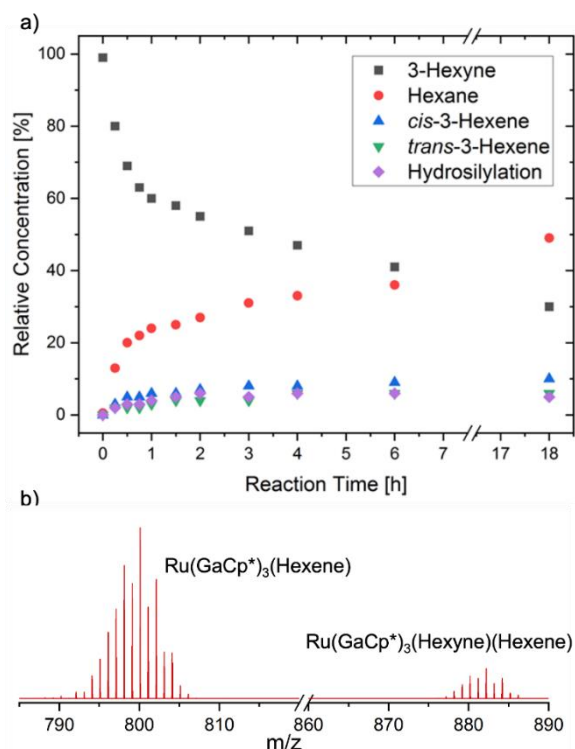 a)
100
80
60
40
20
0
Relative Concentration [%]
3-Hexyne
Hexane
cis-3-Hexene
trans-3-Hexene
Hydrosilylation
0 1 2 3 4 5 6 7 17 18
Reaction Time [h]
b)
Ru(GaCp*)3(Hexene)
Ru(GaCp*)3(Hexyne)(Hexene)
790 800 860 870 880 890
m/z